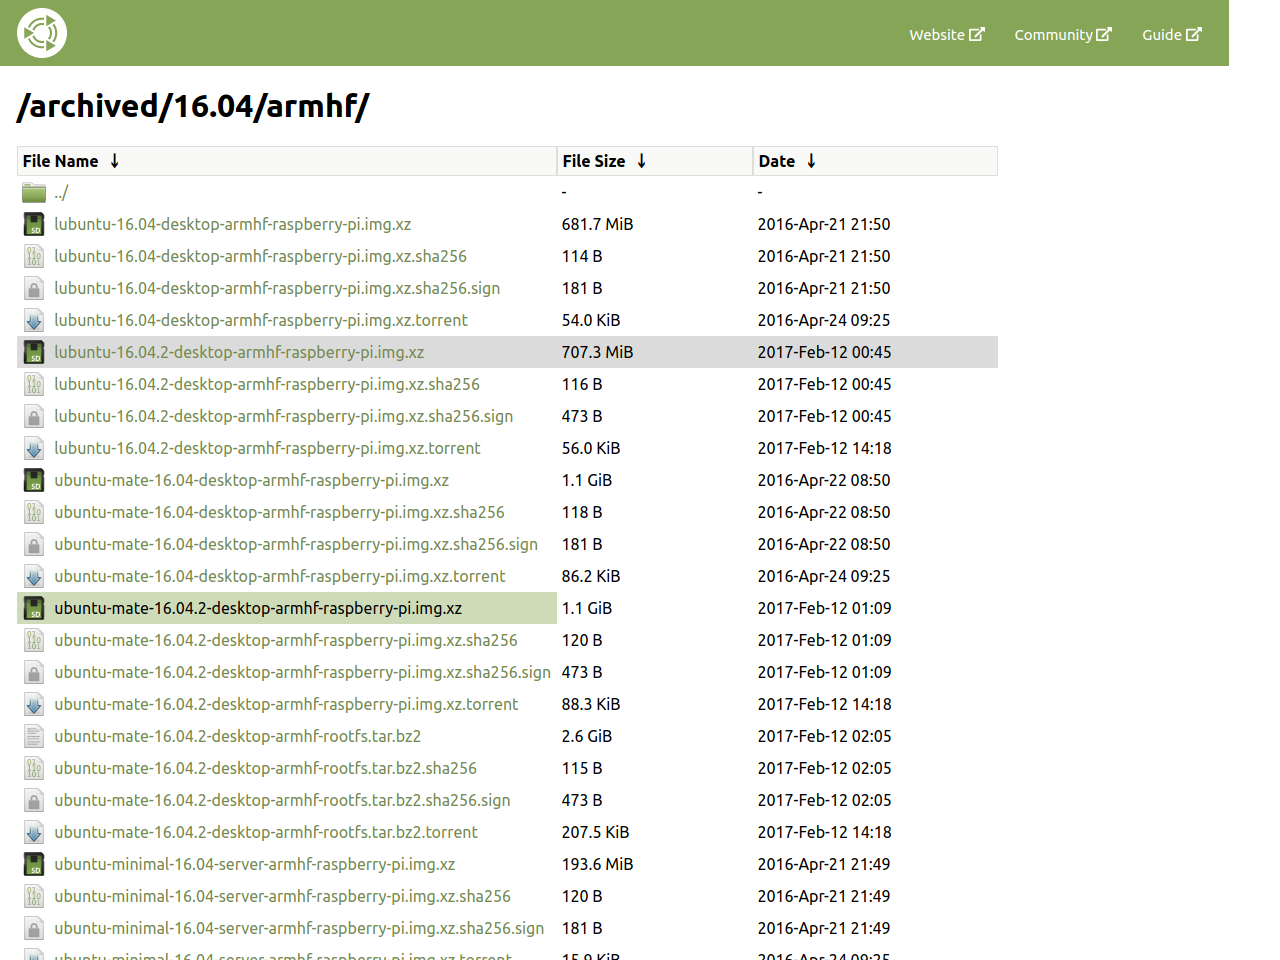 Website Community Guide
/archived/16.04/armhf/
File Name ↓ File Size ↓ Date ↓
../ - -
lubuntu-16.04-desktop-armhf-raspberry-pi.img.xz 681.7 MiB 2016-Apr-21 21:50
lubuntu-16.04-desktop-armhf-raspberry-pi.img.xz.sha256 114 B 2016-Apr-21 21:50
lubuntu-16.04-desktop-armhf-raspberry-pi.img.xz.sha256.sign 181 B 2016-Apr-21 21:50
lubuntu-16.04-desktop-armhf-raspberry-pi.img.xz.torrent 54.0 KiB 2016-Apr-24 09:25
lubuntu-16.04.2-desktop-armhf-raspberry-pi.img.xz 707.3 MiB 2017-Feb-12 00:45
lubuntu-16.04.2-desktop-armhf-raspberry-pi.img.xz.sha256 116 B 2017-Feb-12 00:45
lubuntu-16.04.2-desktop-armhf-raspberry-pi.img.xz.sha256.sign 473 B 2017-Feb-12 00:45
lubuntu-16.04.2-desktop-armhf-raspberry-pi.img.xz.torrent 56.0 KiB 2017-Feb-12 14:18
ubuntu-mate-16.04-desktop-armhf-raspberry-pi.img.xz 1.1 GiB 2016-Apr-22 08:50
ubuntu-mate-16.04-desktop-armhf-raspberry-pi.img.xz.sha256 118 B 2016-Apr-22 08:50
ubuntu-mate-16.04-desktop-armhf-raspberry-pi.img.xz.sha256.sign 181 B 2016-Apr-22 08:50
ubuntu-mate-16.04-desktop-armhf-raspberry-pi.img.xz.torrent 86.2 KiB 2016-Apr-24 09:25
ubuntu-mate-16.04.2-desktop-armhf-raspberry-pi.img.xz 1.1 GiB 2017-Feb-12 01:09
ubuntu-mate-16.04.2-desktop-armhf-raspberry-pi.img.xz.sha256 120 B 2017-Feb-12 01:09
ubuntu-mate-16.04.2-desktop-armhf-raspberry-pi.img.xz.sha256.sign 473 B 2017-Feb-12 01:09
ubuntu-mate-16.04.2-desktop-armhf-raspberry-pi.img.xz.torrent 88.3 KiB 2017-Feb-12 14:18
ubuntu-mate-16.04.2-desktop-armhf-rootfs.tar.bz2 2.6 GiB 2017-Feb-12 02:05
ubuntu-mate-16.04.2-desktop-armhf-rootfs.tar.bz2.sha256 115 B 2017-Feb-12 02:05
ubuntu-mate-16.04.2-desktop-armhf-rootfs.tar.bz2.sha256.sign 473 B 2017-Feb-12 02:05
ubuntu-mate-16.04.2-desktop-armhf-rootfs.tar.bz2.torrent 207.5 KiB 2017-Feb-12 14:18
ubuntu-minimal-16.04-server-armhf-raspberry-pi.img.xz 193.6 MiB 2016-Apr-21 21:49
ubuntu-minimal-16.04-server-armhf-raspberry-pi.img.xz.sha256 120 B 2016-Apr-21 21:49
ubuntu-minimal-16.04-server-armhf-raspberry-pi.img.xz.sha256.sign 181 B 2016-Apr-21 21:49
ubuntu-minimal-16.04-server-armhf-raspberry-pi.img.xz.torrent 15.9 KiB 2016-Apr-24 09:25